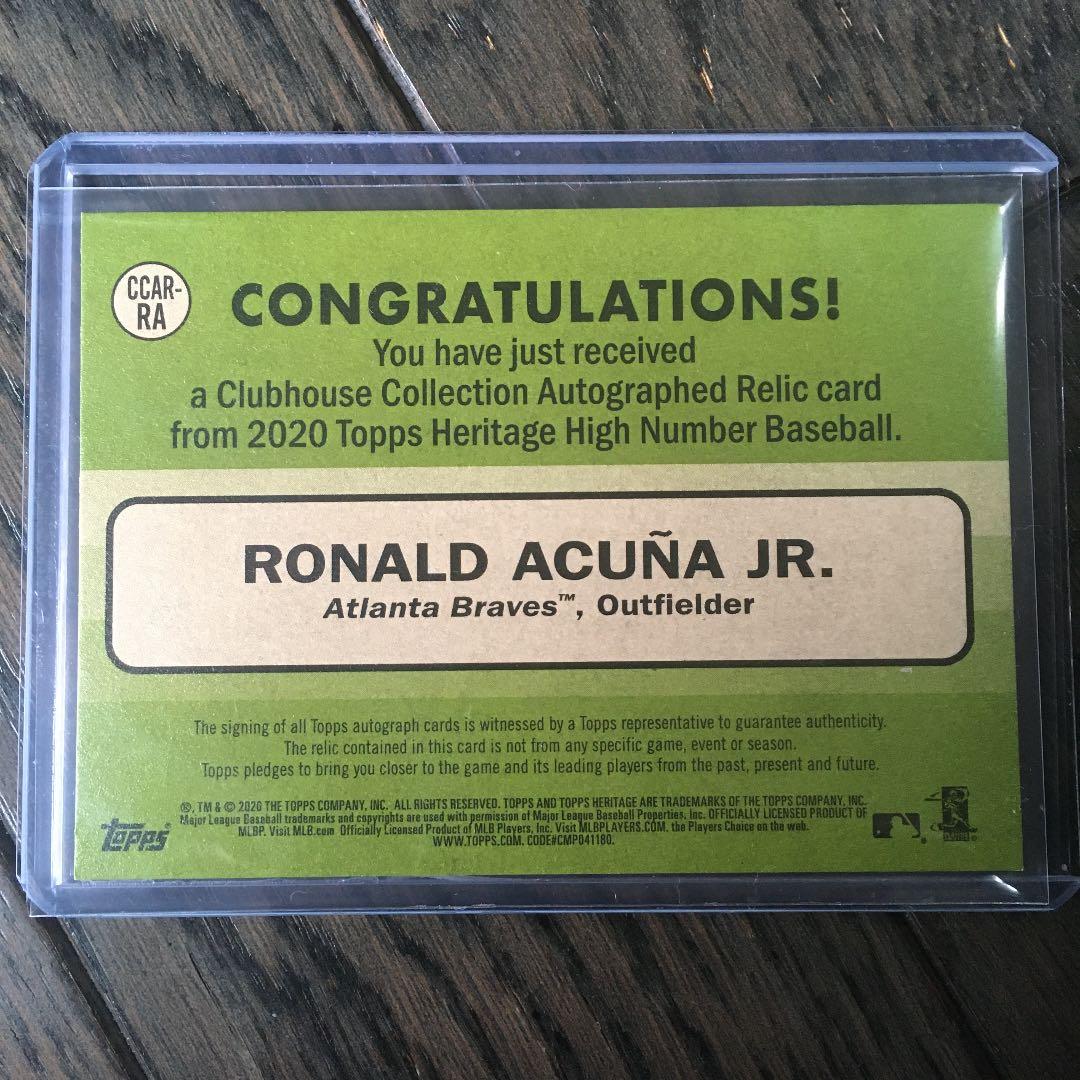 CCAR-
RA
CONGRATULATIONS!
You have just received
a Clubhouse Collection Autographed Relic card
from 2020 Topps Heritage High Number Baseball.
RONALD ACUÑA JR.
Atlanta Braves™, Outfielder
The signing of all Topps autograph cards is witnessed by a Topps representative to guarantee authenticity.
The relic contained in this card is not from any specific game, event or season.
Topps pledges to bring you closer to the game and its leading players from the past, present and future.
®, TM & © 2020 THE TOPPS COMPANY, INC. ALL RIGHTS RESERVED. TOPPS AND TOPPS HERITAGE ARE TRADEMARKS OF THE TOPPS COMPANY, INC.
Major League Baseball trademarks and copyrights are used with permission of Major League Baseball Properties, Inc. OFFICIALLY LICENSED PRODUCT OF
MLBP. Visit MLB.com Officially Licensed Product of MLB Players, Inc. Visit MLBPLAYERS.COM, the Players Choice on the web.
WWW.TOPPS.COM. CODE#CMP041180.
topps